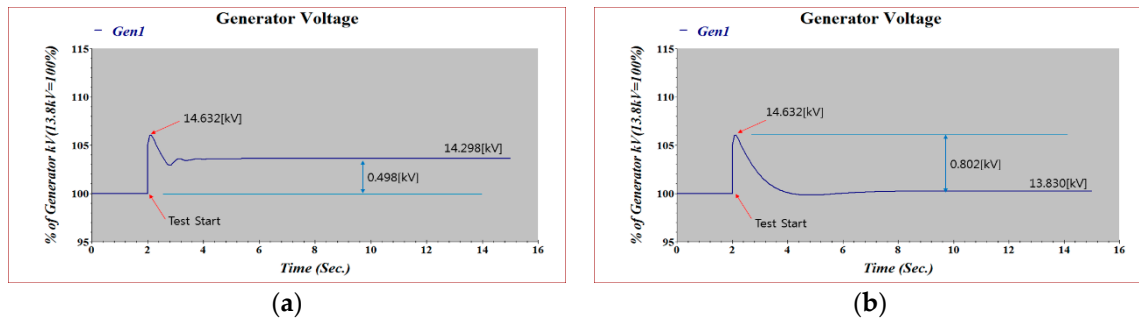 Generator Voltage
Gen1
% of Generator kV(13.8kV=100%)
115
110
105
100
95
14.632[kV]
14.298[kV]
0.498[kV]
Test Start
0 2 4 6 8 10 12 14 16
Time (Sec.)
(a)
Generator Voltage
Gen1
% of Generator kV(13.8kV=100%)
115
110
105
100
95
14.632[kV]
0.802[kV]
13.830[kV]
Test Start
0 2 4 6 8 10 12 14 16
Time (Sec.)
(b)